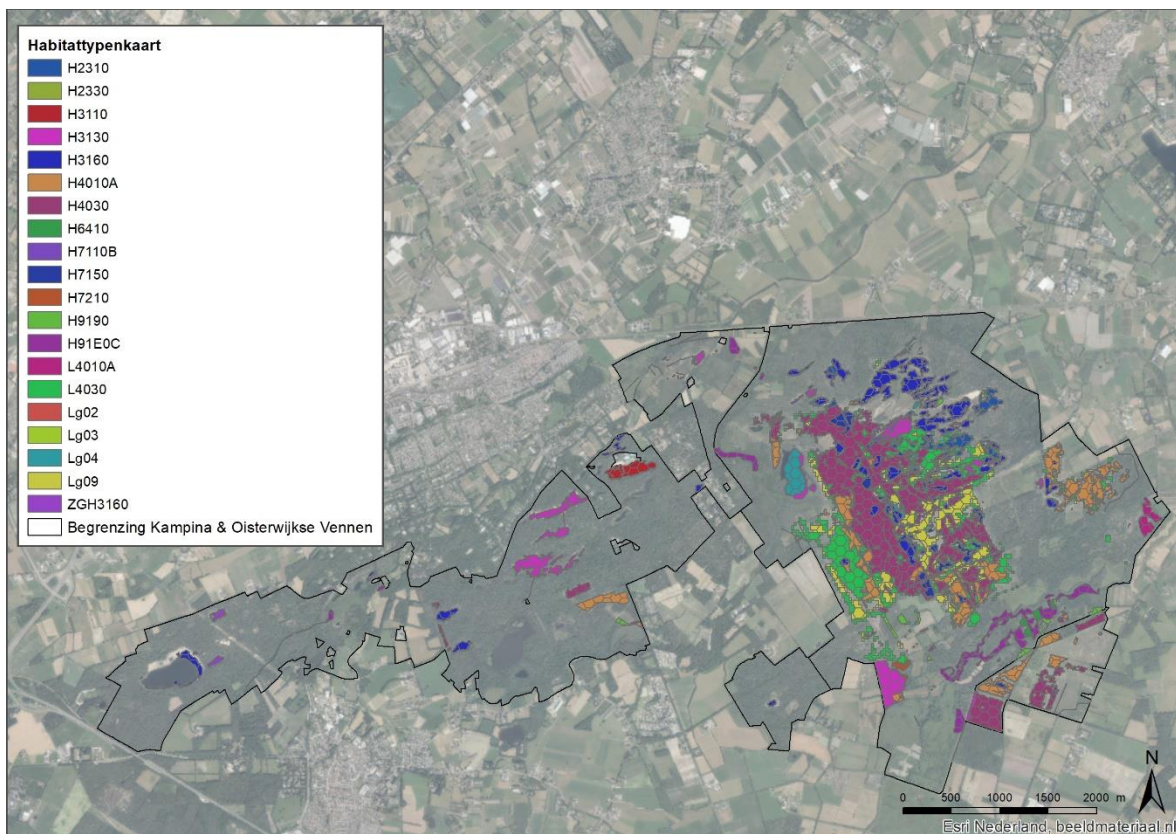 Habitattypenkaart
H2310
H2330
H3110
H3130
H3160
H4010A
H4030
H6410
H7110B
H7150
H7210
H9190
H91E0C
L4010A
L4030
Lg02
Lg03
Lg04
Lg09
ZGH3160
Begrenzing Kampina & Oisterwijkse Vennen
N
0 500 1000 1500 2000 m
Esri Nederland, beeldmateriaal.nl